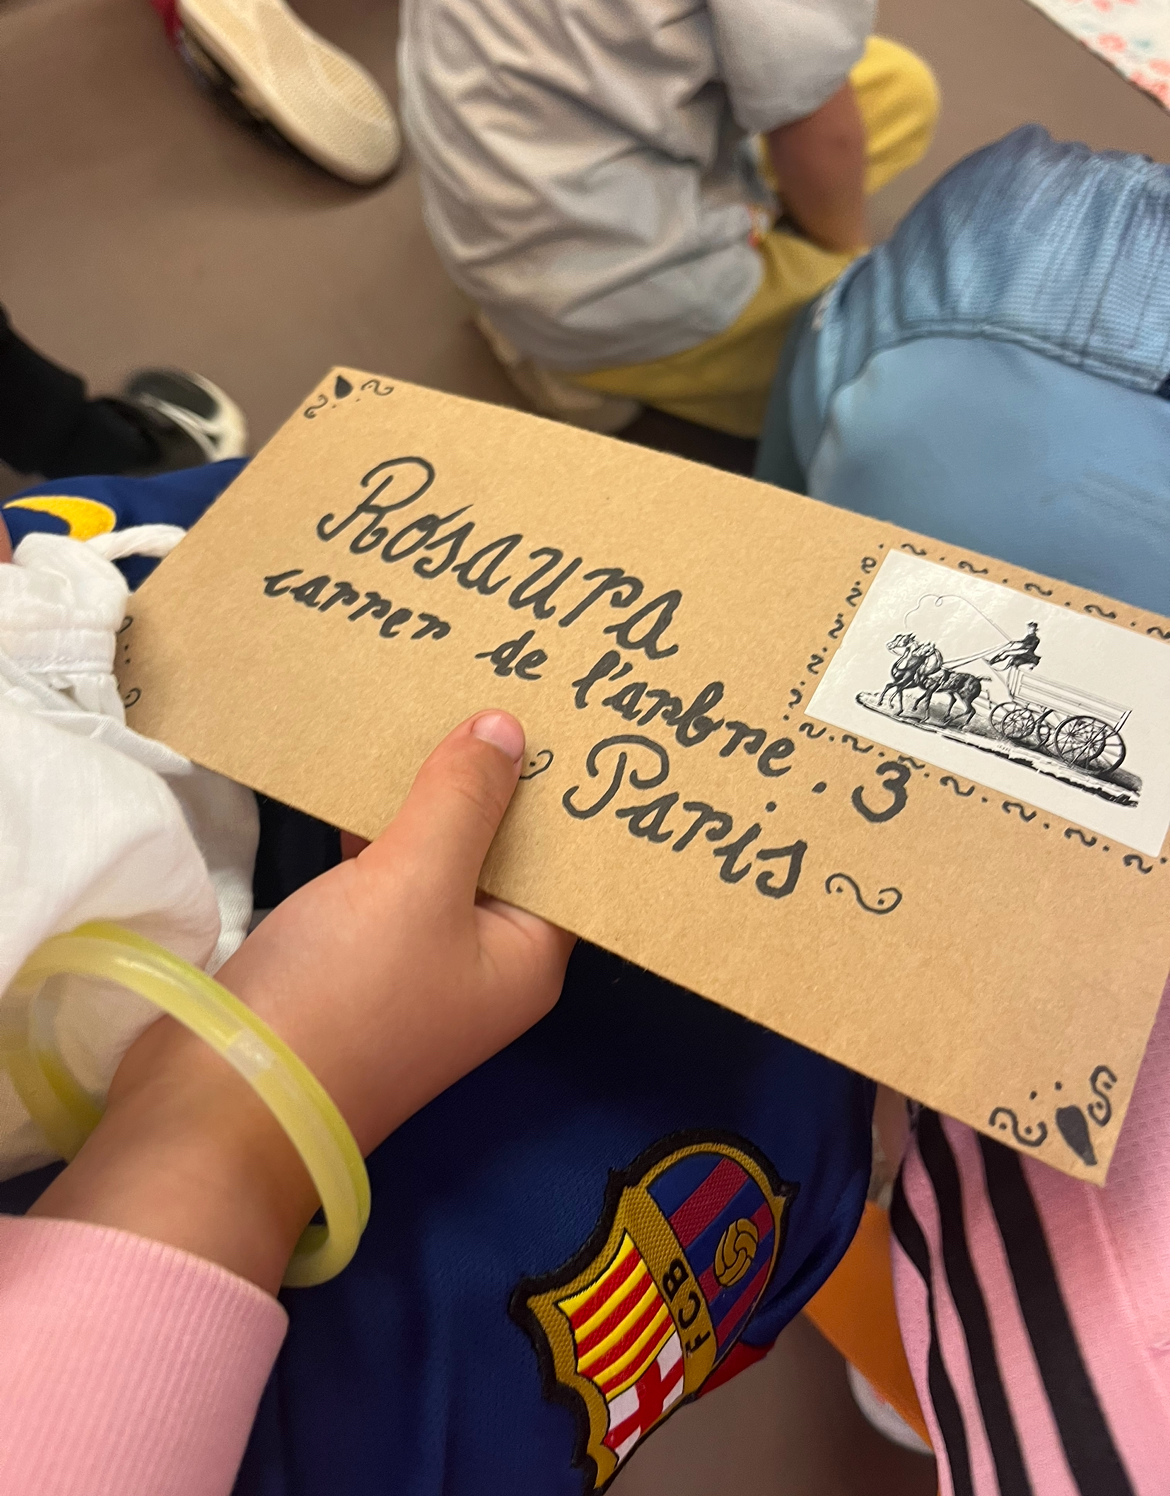 Rosaura
carrer de l'arbre. 3
Paris
FCB